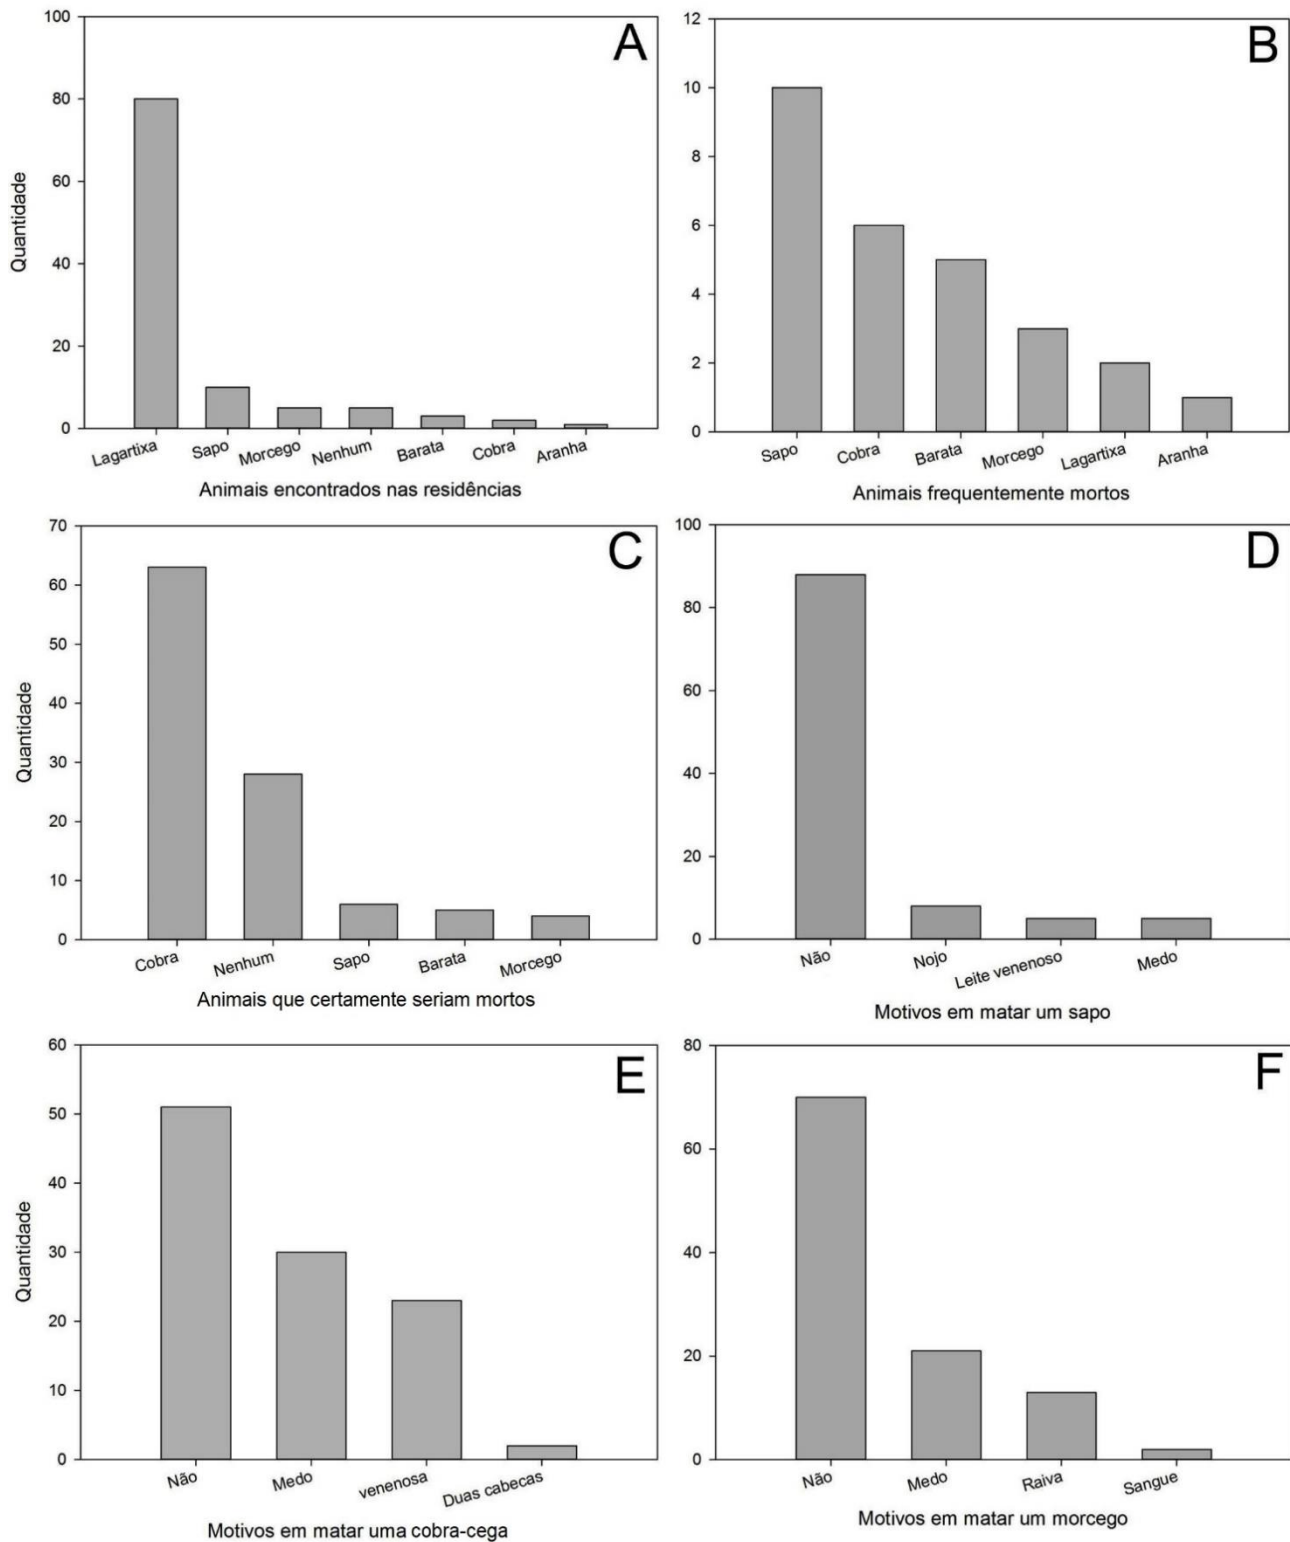 A
100
80
60
40
20
0
Quantidade
Lagartixa
Sapo
Morcego
Nenhum
Barata
Cobra
Aranha
Animais encontrados nas residências
B
12
10
8
6
4
2
0
Sapo
Cobra
Barata
Morcego
Lagartixa
Aranha
Animais frequentemente mortos
C
70
60
50
40
30
20
10
0
Quantidade
Cobra
Nenhum
Sapo
Barata
Morcego
Animais que certamente seriam mortos
D
100
80
60
40
20
0
Não
Nojo
Leite venenoso
Medo
Motivos em matar um sapo
E
60
50
40
30
20
10
0
Quantidade
Não
Medo
venenosa
Duas cabecas
Motivos em matar uma cobra-cega
F
80
60
40
20
0
Não
Medo
Raiva
Sangue
Motivos em matar um morcego